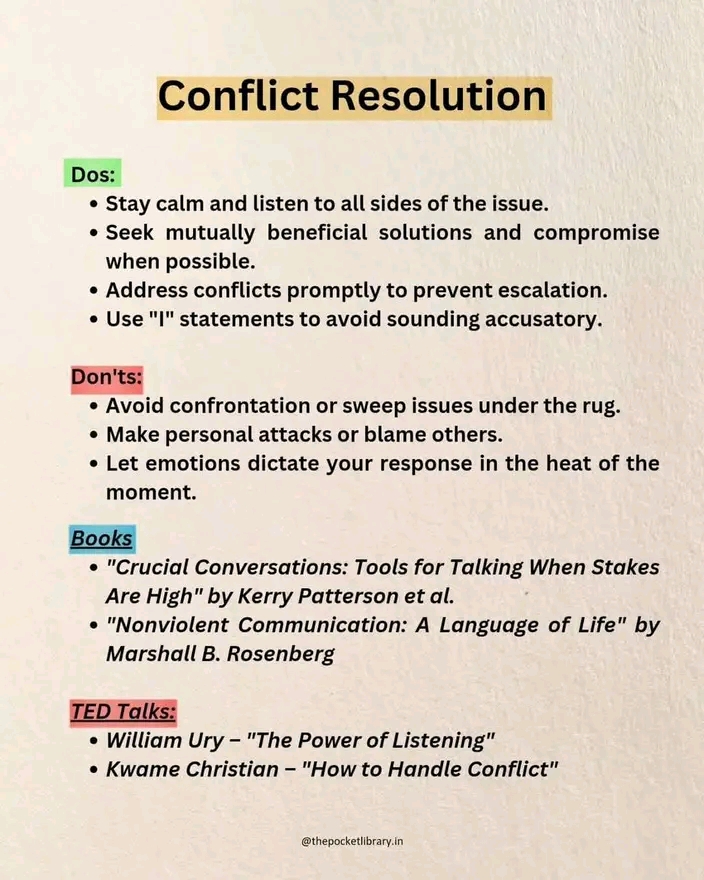 Conflict Resolution
Dos:
• Stay calm and listen to all sides of the issue.
• Seek mutually beneficial solutions and compromise
when possible.
• Address conflicts promptly to prevent escalation.
• Use "I" statements to avoid sounding accusatory.
Don'ts:
• Avoid confrontation or sweep issues under the rug.
• Make personal attacks or blame others.
• Let emotions dictate your response in the heat of the
moment.
Books
• "Crucial Conversations: Tools for Talking When Stakes
Are High" by Kerry Patterson et al.
• "Nonviolent Communication: A Language of Life" by
Marshall B. Rosenberg
TED Talks:
• William Ury – "The Power of Listening"
• Kwame Christian – "How to Handle Conflict"
@thepocketlibrary.in